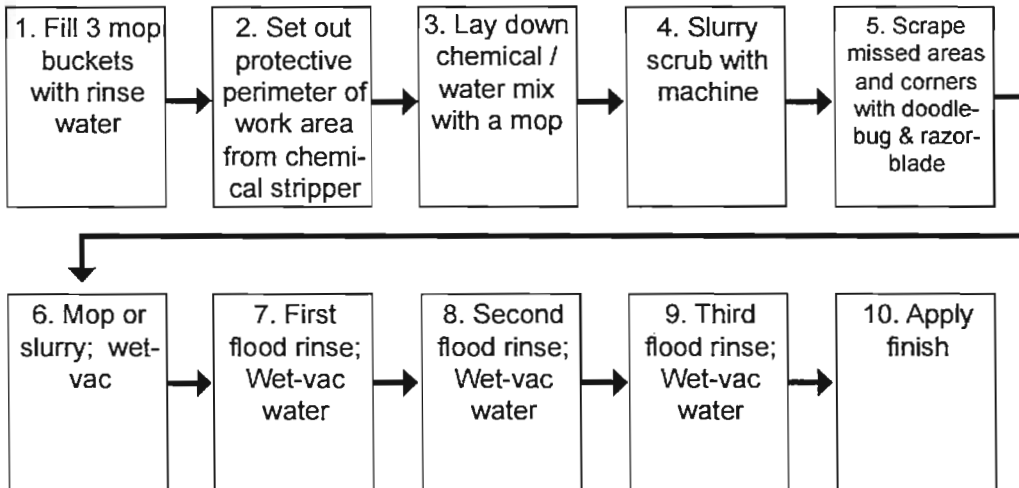 1. Fill 3 mop
buckets
with rinse
water
2. Set out
protective
perimeter of
work area
from chemi-
cal stripper
3. Lay down
chemical /
water mix
with a mop
4. Slurry
scrub with
machine
5. Scrape
missed areas
and corners
with doodle-
bug & razor-
blade
6. Mop or
slurry; wet-
vac
7. First
flood rinse;
Wet-vac
water
8. Second
flood rinse;
Wet-vac
water
9. Third
flood rinse;
Wet-vac
water
10. Apply
finish